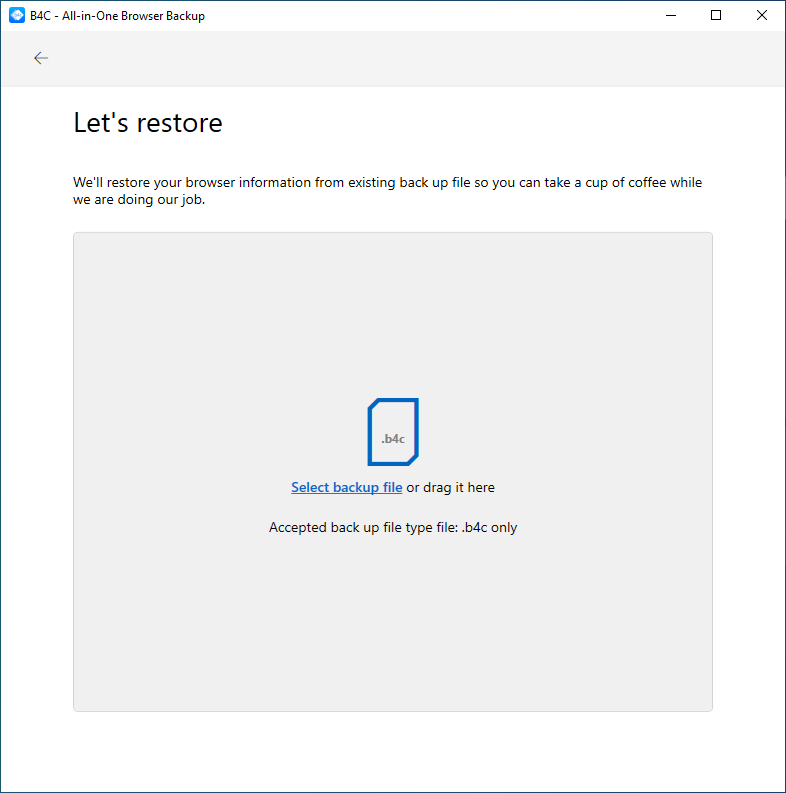 B4C - All-in-One Browser Backup
Let's restore
We'll restore your browser information from existing back up file so you can take a cup of coffee while
we are doing our job.
.b4c
Select backup file or drag it here
Accepted back up file type file: .b4c only